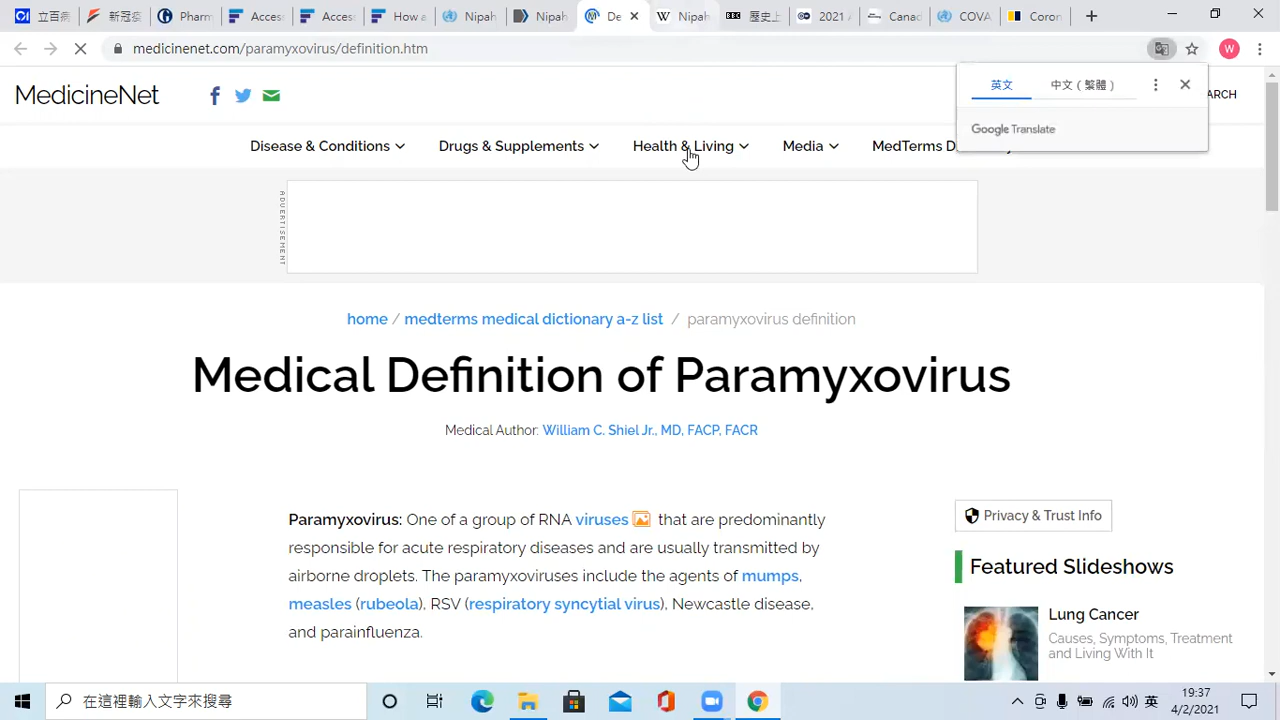 立百
新冠
Pharm
Access
Access
How a
Nipah
Nipah
De
Nipah
歷史上
2021
Canac
COVA
Coron
medicinenet.com/paramyxovirus/definition.htm
W
英文
中文（繁體）
Google Translate
MedicineNet
ARCH
Disease & Conditions
Drugs & Supplements
Health & Living
Media
MedTerms D
ADVERTISEMENT
home / medterms medical dictionary a-z list / paramyxovirus definition
Medical Definition of Paramyxovirus
Medical Author: William C. Shiel Jr., MD, FACP, FACR
Paramyxovirus: One of a group of RNA viruses that are predominantly
responsible for acute respiratory diseases and are usually transmitted by
airborne droplets. The paramyxoviruses include the agents of mumps,
measles (rubeola), RSV (respiratory syncytial virus), Newcastle disease,
and parainfluenza.
Privacy & Trust Info
Featured Slideshows
Lung Cancer
Causes, Symptoms, Treatment
and Living With It
在這裡輸入文字來搜尋
英
19:37
4/2/2021